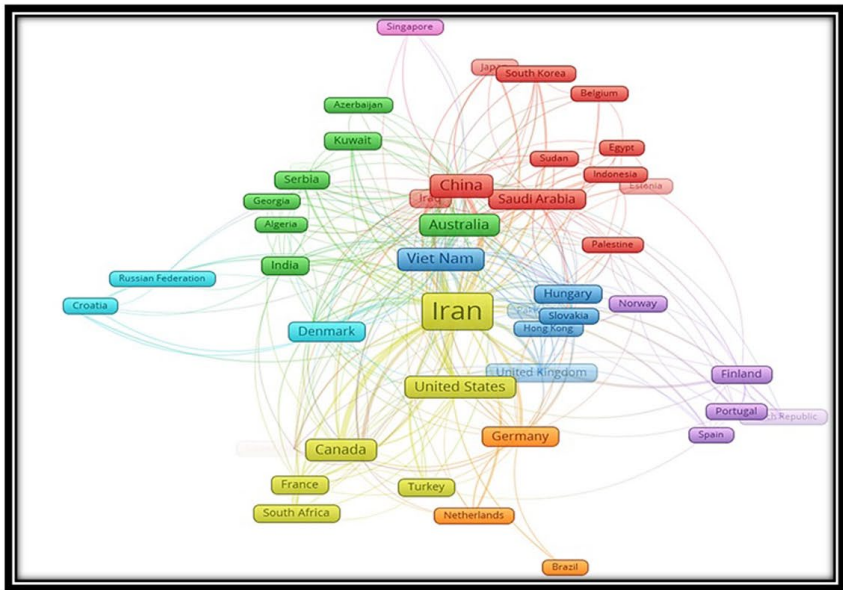 Singapore
Japan
South Korea
Belgium
Azerbaijan
Kuwait
Egypt
Sudan
Indonesia
Estonia
Serbia
China
Iraq
Saudi Arabia
Georgia
Algeria
Australia
Palestine
Viet Nam
India
Russian Federation
Croatia
Hungary
Norway
Iran
Slovakia
Hong Kong
Denmark
United Kingdom
Finland
United States
Portugal
ch Republic
Spain
Germany
Canada
France
Turkey
South Africa
Netherlands
Brazil